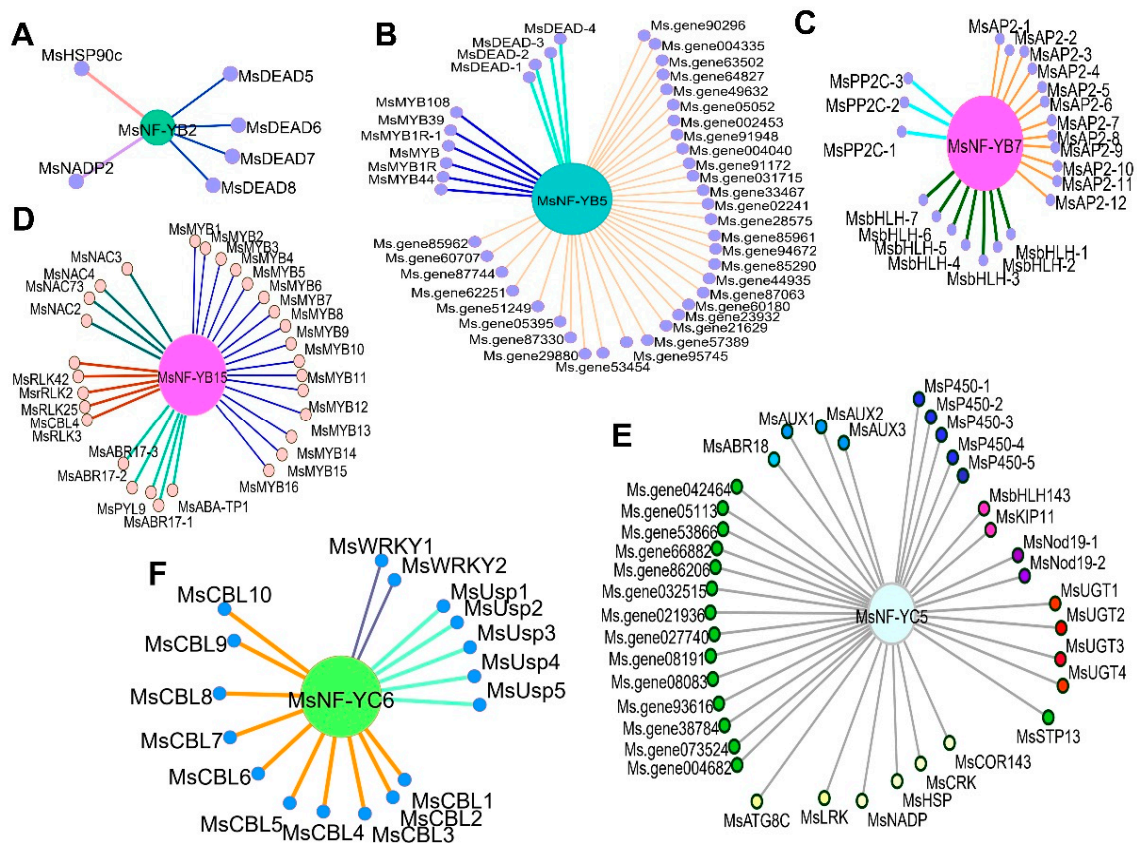 A
MsHSP90c
MsNF-YB2
MsNADP2
MsDEAD5
MsDEAD6
MsDEAD7
MsDEAD8
B
MsDEAD-4
MsDEAD-3
MsDEAD-2
MsDEAD-1
MsMYB108
MsMYB39
MsMYB1R-1
MsMYB
MsMYB1R
MsMYB44
MsNF-YB5
Ms.gene90296
Ms.gene004335
Ms.gene63502
Ms.gene64827
Ms.gene49632
Ms.gene05052
Ms.gene002453
Ms.gene91948
Ms.gene004040
Ms.gene91172
Ms.gene031715
Ms.gene33467
Ms.gene02241
Ms.gene28575
Ms.gene85961
Ms.gene94672
Ms.gene85290
Ms.gene44935
Ms.gene87063
Ms.gene60180
Ms.gene23932
Ms.gene21629
Ms.gene57389
Ms.gene95745
Ms.gene53454
Ms.gene29880
Ms.gene87330
Ms.gene05395
Ms.gene51249
Ms.gene62251
Ms.gene87744
Ms.gene60707
Ms.gene85962
C
MsAP2-1
MsAP2-2
MsAP2-3
MsAP2-4
MsAP2-5
MsAP2-6
MsAP2-7
MsAP2-8
MsAP2-9
MsAP2-10
MsAP2-11
MsAP2-12
MsPP2C-3
MsPP2C-2
MsPP2C-1
MsNF-YB7
MsbHLH-7
MsbHLH-6
MsbHLH-5
MsbHLH-4
MsbHLH-3
MsbHLH-2
MsbHLH-1
D
MsNAC3
MsNAC4
MsNAC73
MsNAC2
MsMYB1
MsMYB2
MsMYB3
MsMYB4
MsMYB5
MsMYB6
MsMYB7
MsMYB8
MsMYB9
MsMYB10
MsMYB11
MsMYB12
MsMYB13
MsMYB14
MsMYB15
MsMYB16
MsNF-YB15
MsRLK42
MsrRLK2
MsRLK25
MsCBL4
MsRLK3
MsABR17-3
MsABR17-2
MsPYL9
MsABR17-1
MsABA-TP1
E
MsP450-1
MsP450-2
MsP450-3
MsP450-4
MsP450-5
MsAUX1
MsAUX2
MsAUX3
MsABR18
MsbHLH143
MsKIP11
MsNod19-1
MsNod19-2
MsUGT1
MsUGT2
MsUGT3
MsUGT4
MsSTP13
MsCOR143
MsCRK
MsHSP
MsNADP
MsLRK
MsATG8C
MsNF-YC5
Ms.gene042464
Ms.gene05113
Ms.gene53866
Ms.gene66882
Ms.gene86206
Ms.gene032515
Ms.gene021936
Ms.gene027740
Ms.gene08191
Ms.gene08083
Ms.gene93616
Ms.gene38784
Ms.gene073524
Ms.gene004682
F
MsWRKY1
MsWRKY2
MsUsp1
MsUsp2
MsUsp3
MsUsp4
MsUsp5
MsNF-YC6
MsCBL10
MsCBL9
MsCBL8
MsCBL7
MsCBL6
MsCBL5
MsCBL4
MsCBL3
MsCBL2
MsCBL1